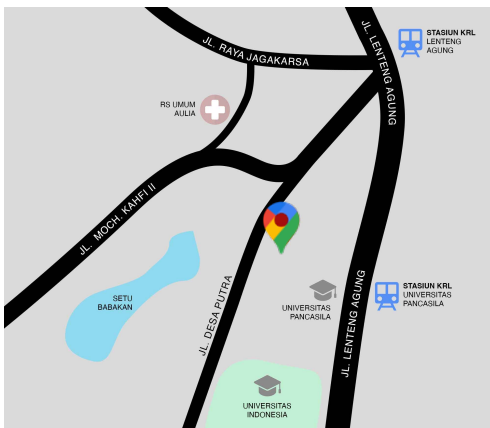 JL. RAYA JAGAKARSA
JL. LENTENG AGUNG
STASIUN KRL
LENTENG
AGUNG
RS UMUM
AULIA
JL. MOCH. KAHFI II
SETU
BABAKAN
JL. DESA PUTRA
UNIVERSITAS
PANCASILA
JL. LENTENG AGUNG
STASIUN KRL
UNIVERSITAS
PANCASILA
UNIVERSITAS
INDONESIA